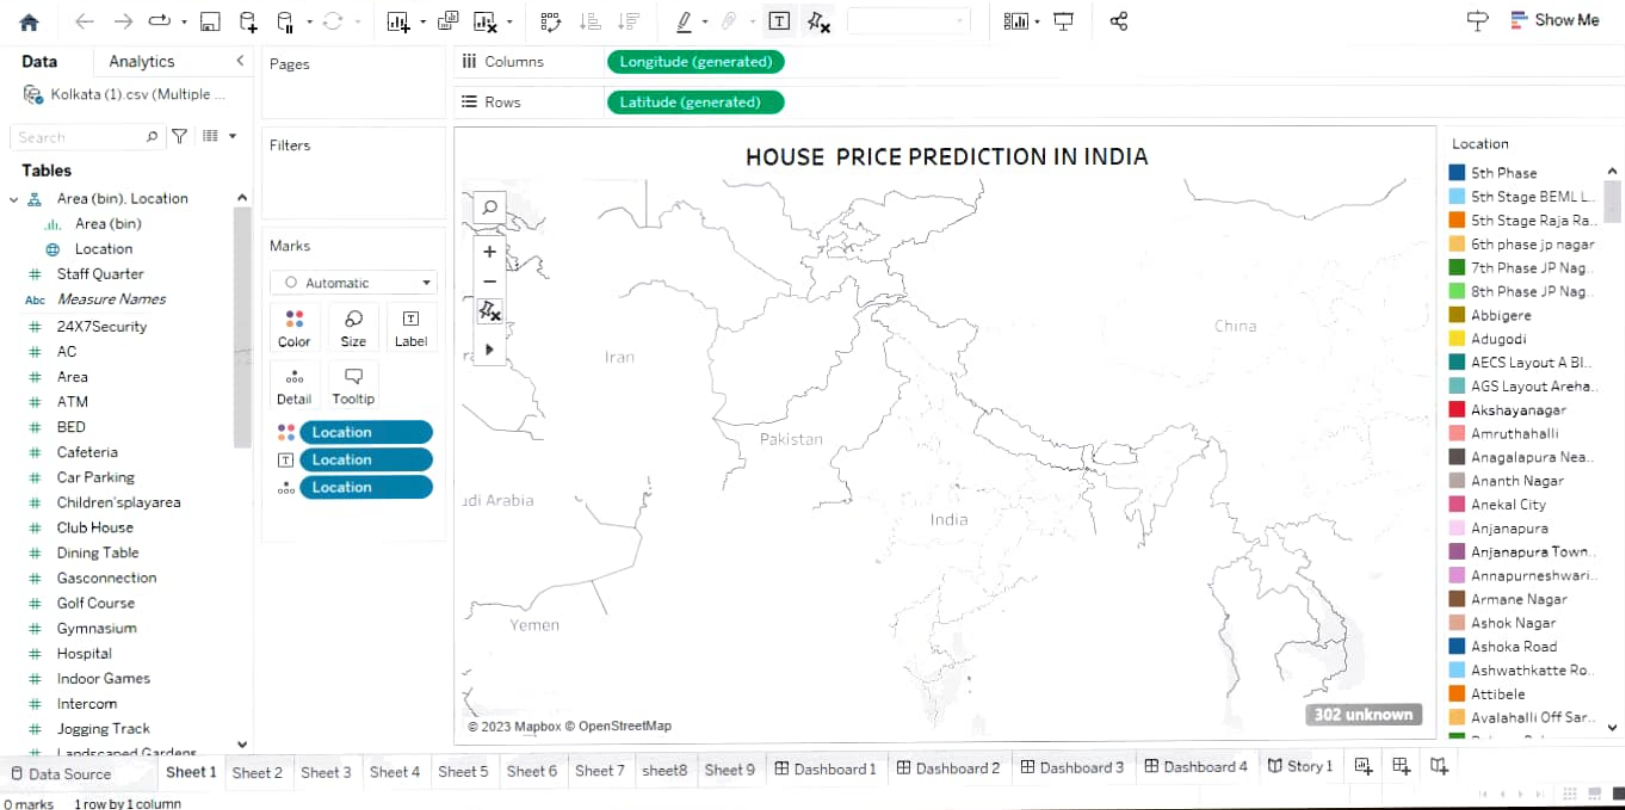 Show Me
Data
Analytics
Kolkata (1).csv (Multiple ...
Search
Tables
Area (bin). Location
Area (bin)
Location
Staff Quarter
Abc Measure Names
24X7Security
AC
Area
ATM
BED
Cafeteria
Car Parking
Children'splayarea
Club House
Dining Table
Gasconnection
Golf Course
Gymnasium
Hospital
Indoor Games
Intercom
Jogging Track
Landscaped Gardens
Pages
Filters
Marks
Automatic
Color
Size
Label
Detail
Tooltip
Location
Location
Location
Columns
Longitude (generated)
Rows
Latitude (generated)
HOUSE PRICE PREDICTION IN INDIA
Iran
China
Pakistan
udi Arabia
India
Yemen
© 2023 Mapbox © OpenStreetMap
302 unknown
Location
5th Phase
5th Stage BEML L..
5th Stage Raja Ra..
6th phase jp nagar
7th Phase JP Nag..
8th Phase JP Nag..
Abbigere
Adugodi
AECS Layout A Bl..
AGS Layout Areha..
Akshayanagar
Amruthahalli
Anagalapura Nea..
Ananth Nagar
Anekal City
Anjanapura
Anjanapura Town..
Annapurneshwari..
Armane Nagar
Ashok Nagar
Ashoka Road
Ashwathkatte Ro..
Attibele
Avalahalli Off Sar..
Data Source
Sheet 1
Sheet 2
Sheet 3
Sheet 4
Sheet 5
Sheet 6
Sheet 7
sheet8
Sheet 9
Dashboard 1
Dashboard 2
Dashboard 3
Dashboard 4
Story 1
0 marks
1 row by 1 column